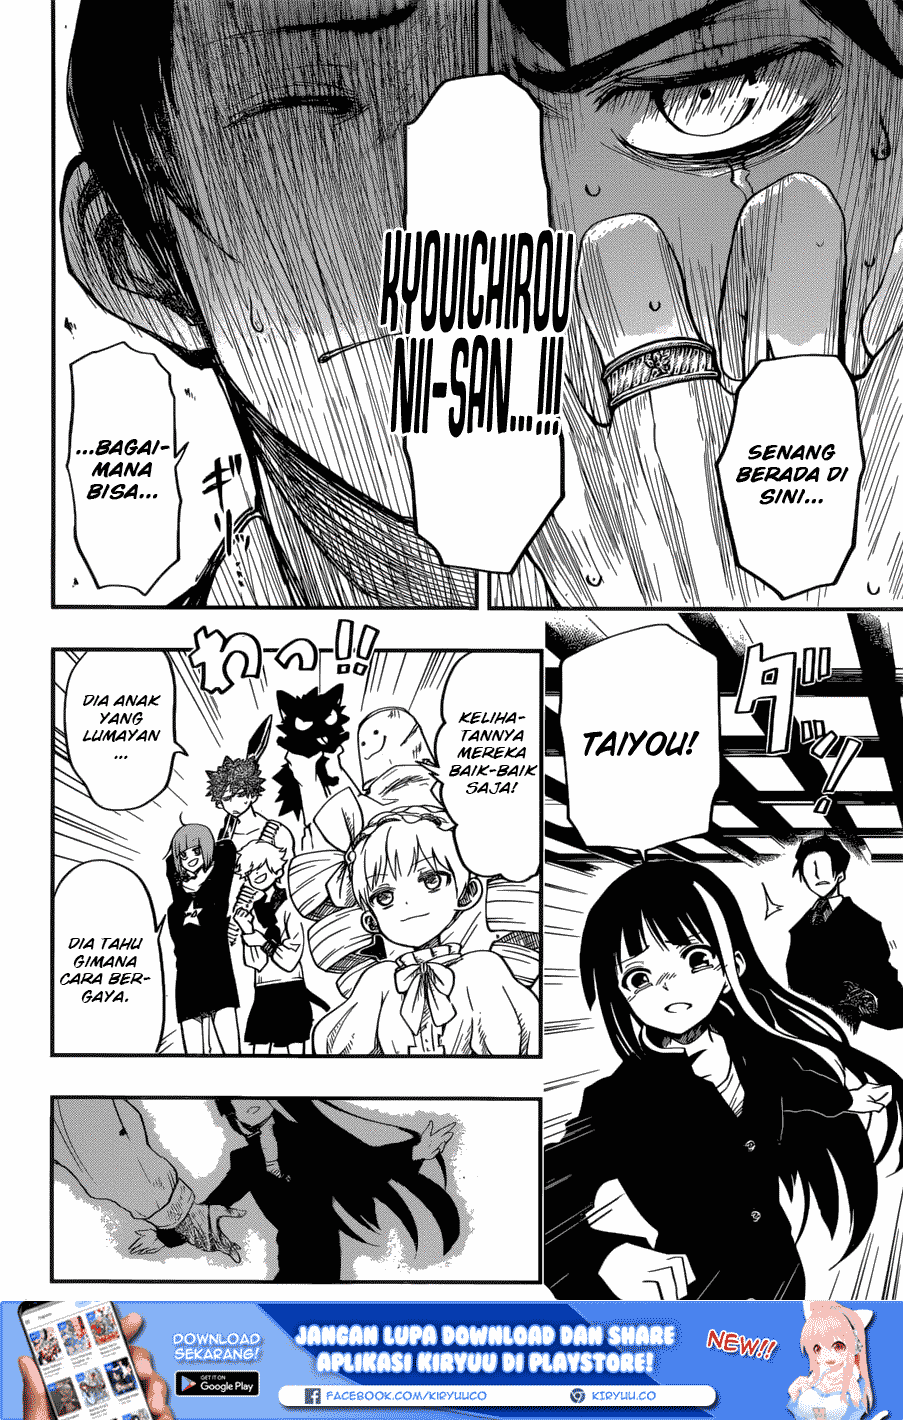 SENANG
BERADA DI
SINI...
KYOUICHIROU
NII-SAN...!!!
...BAGAI-
MANA
BISA...
ギ
TAIYOU!
ダ!!
わっ!!
KELIHA-
TANNYA
MEREKA
BAIK-BAIK
SAJA!
DIA ANAK
YANG
LUMAYAN
...
DIA TAHU
GIMANA
CARA BER-
GAYA.
DOWNLOAD
SEKARANG!
GET IT ON
Google Play
JANGAN LUPA DOWNLOAD DAN SHARE
APLIKASI KIRYUU DI PLAYSTORE!
NEW!!
FACEBOOK.COM/KIRYUUCO
KIRYUU.CO